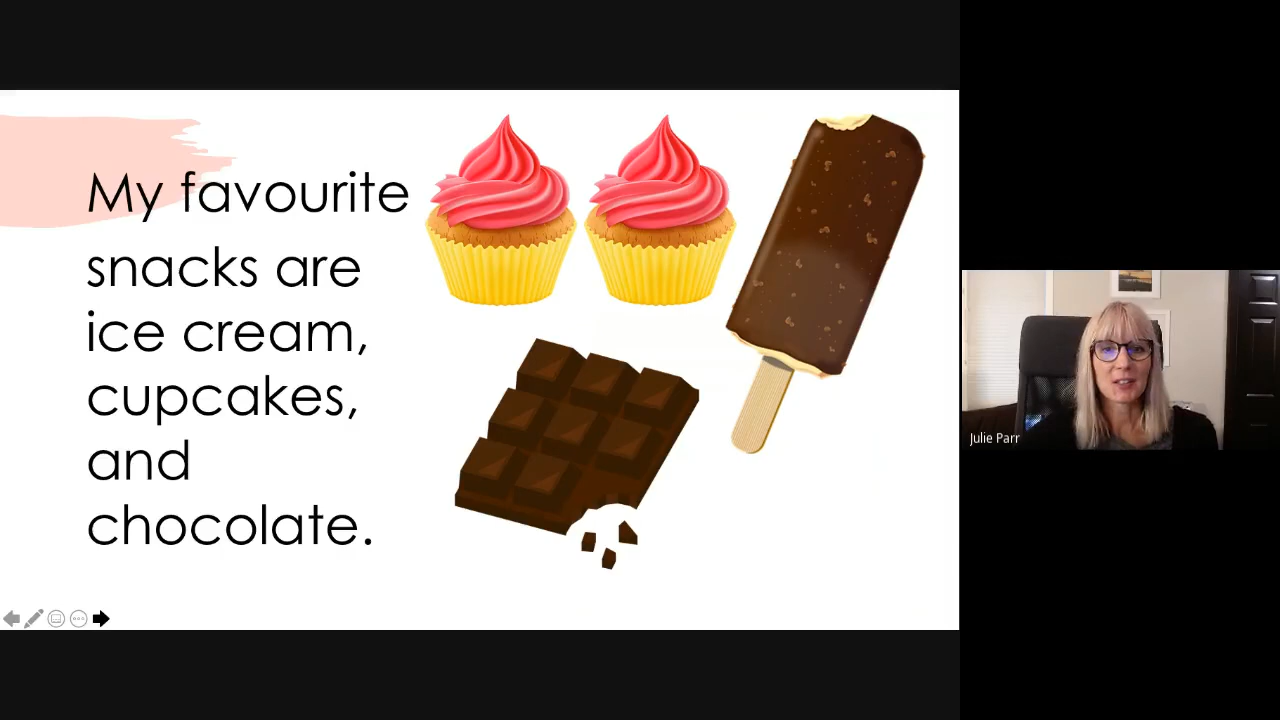 My favourite
snacks are
ice cream,
cupcakes,
and
chocolate.
Julie Parr